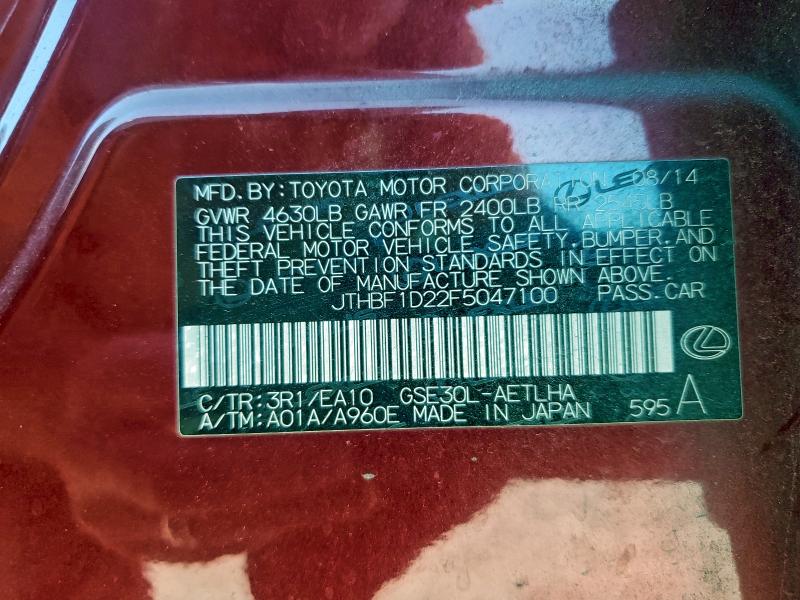 MFD. BY: TOYOTA MOTOR CORPORATION 08/14
GVWR 4630LB GAWR FR 2400LB RR 2545LB
THIS VEHICLE CONFORMS TO ALL APPLICABLE
FEDERAL MOTOR VEHICLE SAFETY, BUMPER, AND
THEFT PREVENTION STANDARDS IN EFFECT ON
THE DATE OF MANUFACTURE SHOWN ABOVE.
JTHBF1D22F5047100 PASS. CAR
C/TR: 3R1/EA10 GSE30L-AETLHA
A/TM: A01A/A960E MADE IN JAPAN 595 A